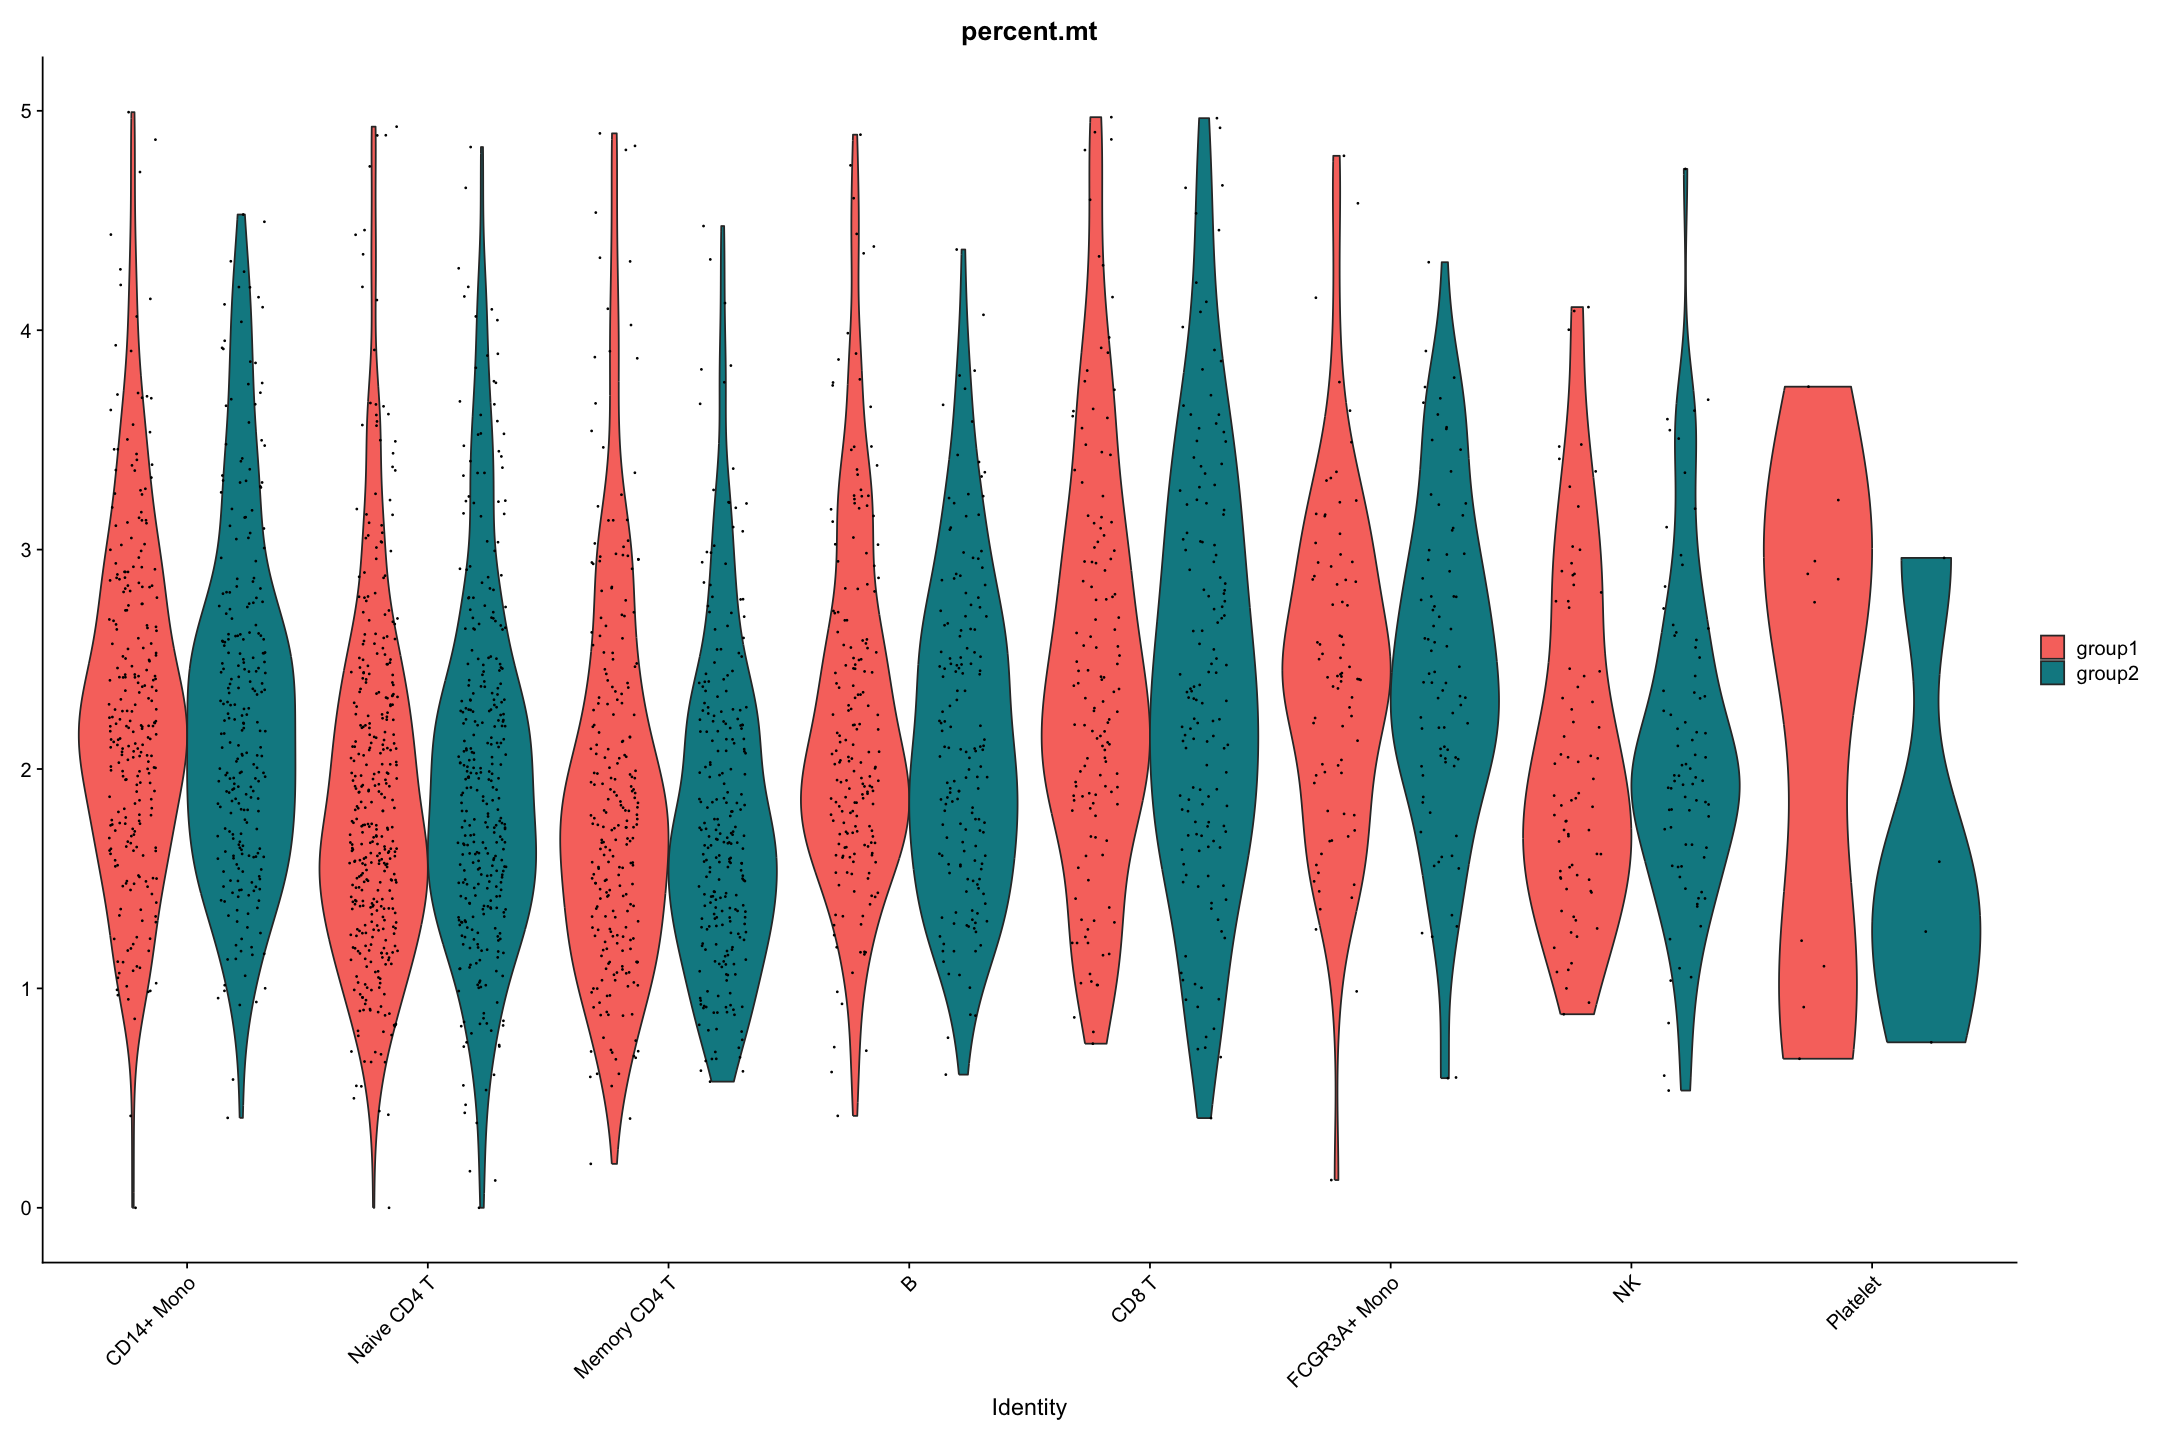 percent.mt
5
4
3
2
1
0
CD14+ Mono
Naive CD4 T
Memory CD4 T
B
CD8 T
FCGR3A+ Mono
NK
Platelet
Identity
group1
group2